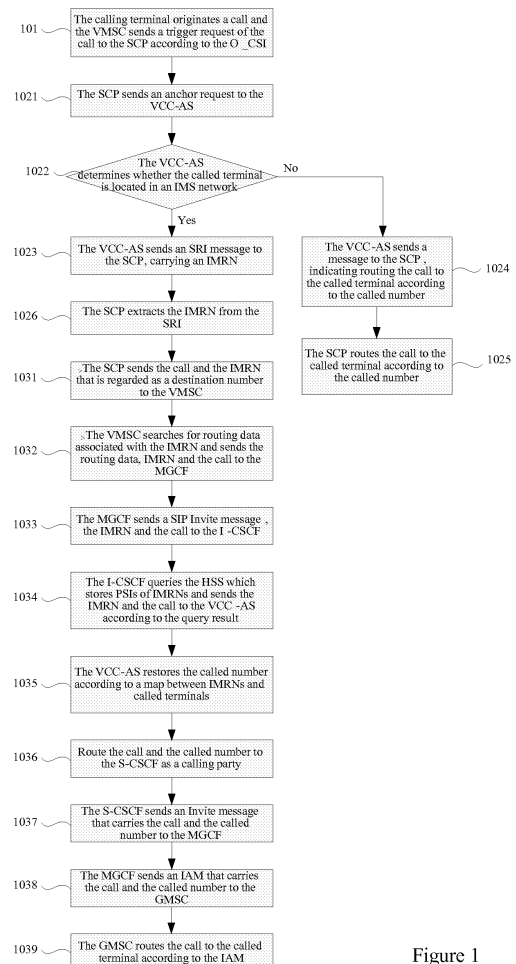 101
The calling terminal originates a call and
the VMSC sends a trigger request of the
call to the SCP according to the O _CSI
1021
The SCP sends an anchor request to the
VCC-AS
1022
The VCC-AS
determines whether the called terminal
is located in an IMS network
No
Yes
1023
The VCC-AS sends an SRI message to
the SCP, carrying an IMRN
The VCC-AS sends a
message to the SCP ,
indicating routing the call to
the called terminal according
to the called number
1024
1026
The SCP extracts the IMRN from the
SRI
The SCP routes the call to the
called terminal according to
the called number
1025
1031
The SCP sends the call and the IMRN
that is regarded as a destination number
to the VMSC
1032
The VMSC searches for routing data
associated with the IMRN and sends the
routing data, IMRN and the call to the
MGCF
1033
The MGCF sends a SIP Invite message ,
the IMRN and the call to the I -CSCF
1034
The I-CSCF queries the HSS which
stores PSIs of IMRNs and sends the
IMRN and the call to the VCC -AS
according to the query result
1035
The VCC-AS restores the called number
according to a map between IMRNs and
called terminals
1036
Route the call and the called number to
the S-CSCF as a calling party
1037
The S-CSCF sends an Invite message
that carries the call and the called
number to the MGCF
1038
The MGCF sends an IAM that carries
the call and the called number to the
GMSC
1039
The GMSC routes the call to the called
terminal according to the IAM
Figure 1